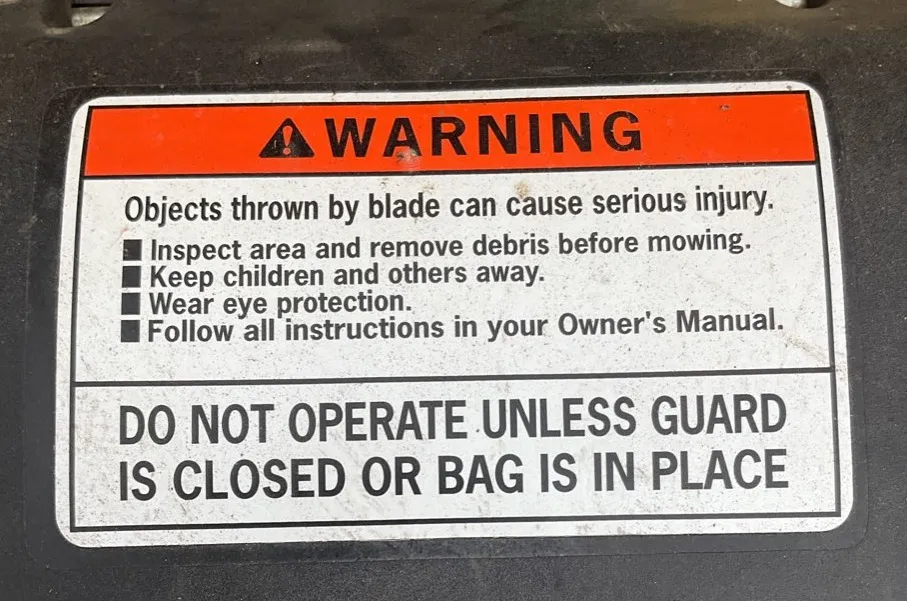 WARNING
Objects thrown by blade can cause serious injury.
■ Inspect area and remove debris before mowing.
■ Keep children and others away.
■ Wear eye protection.
■ Follow all instructions in your Owner's Manual.
DO NOT OPERATE UNLESS GUARD
IS CLOSED OR BAG IS IN PLACE